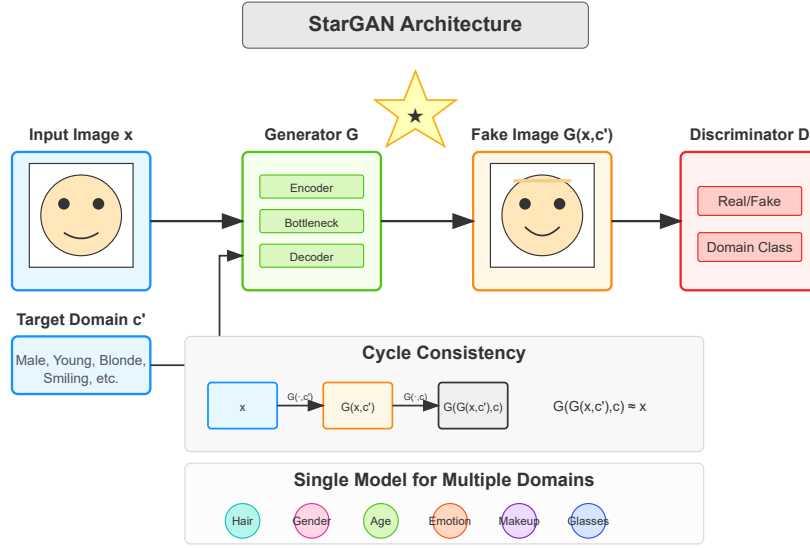 StarGAN Architecture
Input Image x
Generator G
Fake Image G(x,c')
Discriminator D
Encoder
Bottleneck
Decoder
Real/Fake
Domain Class
Target Domain c'
Male, Young, Blonde,
Smiling, etc.
Cycle Consistency
x
G(·,c')
G(x,c')
G(·,c)
G(G(x,c'),c)
G(G(x,c'),c) ≈ x
Single Model for Multiple Domains
Hair
Gender
Age
Emotion
Makeup
Glasses